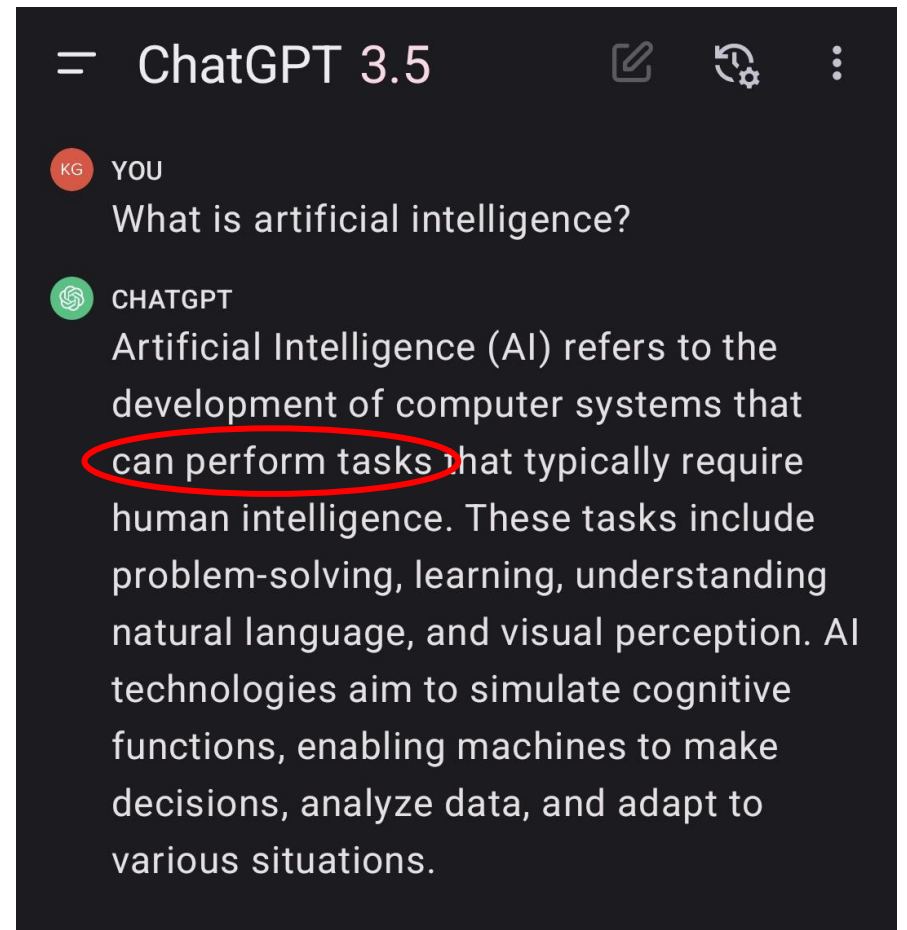 ChatGPT 3.5
KG YOU
What is artificial intelligence?
CHATGPT
Artificial Intelligence (AI) refers to the
development of computer systems that
can perform tasks that typically require
human intelligence. These tasks include
problem-solving, learning, understanding
natural language, and visual perception. AI
technologies aim to simulate cognitive
functions, enabling machines to make
decisions, analyze data, and adapt to
various situations.